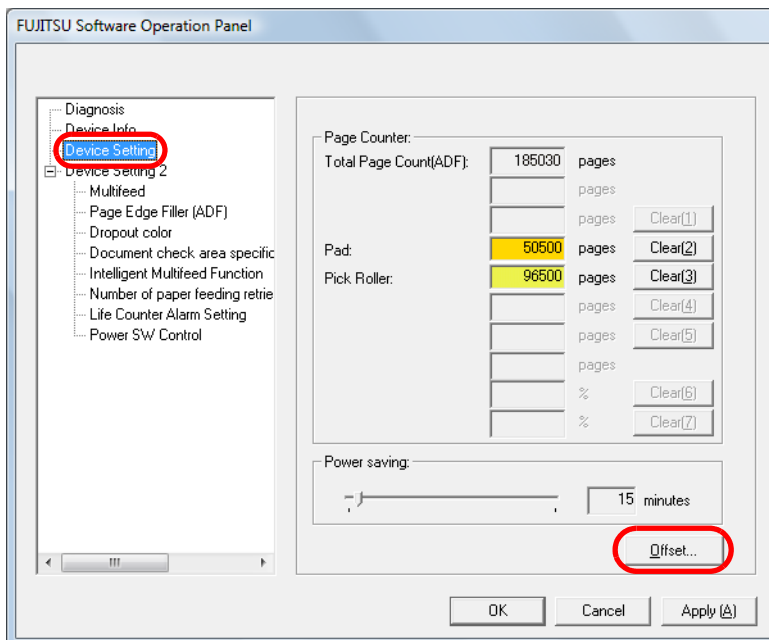 FUJITSU Software Operation Panel
Diagnosis
Device Info
Device Setting
Device Setting 2
Multifeed
Page Edge Filler (ADF)
Dropout color
Document check area specific
Intelligent Multifeed Function
Number of paper feeding retrie
Life Counter Alarm Setting
Power SW Control
Page Counter:
Total Page Count(ADF): 185030 pages
pages
pages Clear(1)
Pad: 50500 pages Clear(2)
Pick Roller: 96500 pages Clear(3)
pages Clear(4)
pages Clear(5)
pages
% Clear(6)
% Clear(7)
Power saving:
15 minutes
Offset...
OK Cancel Apply (A)